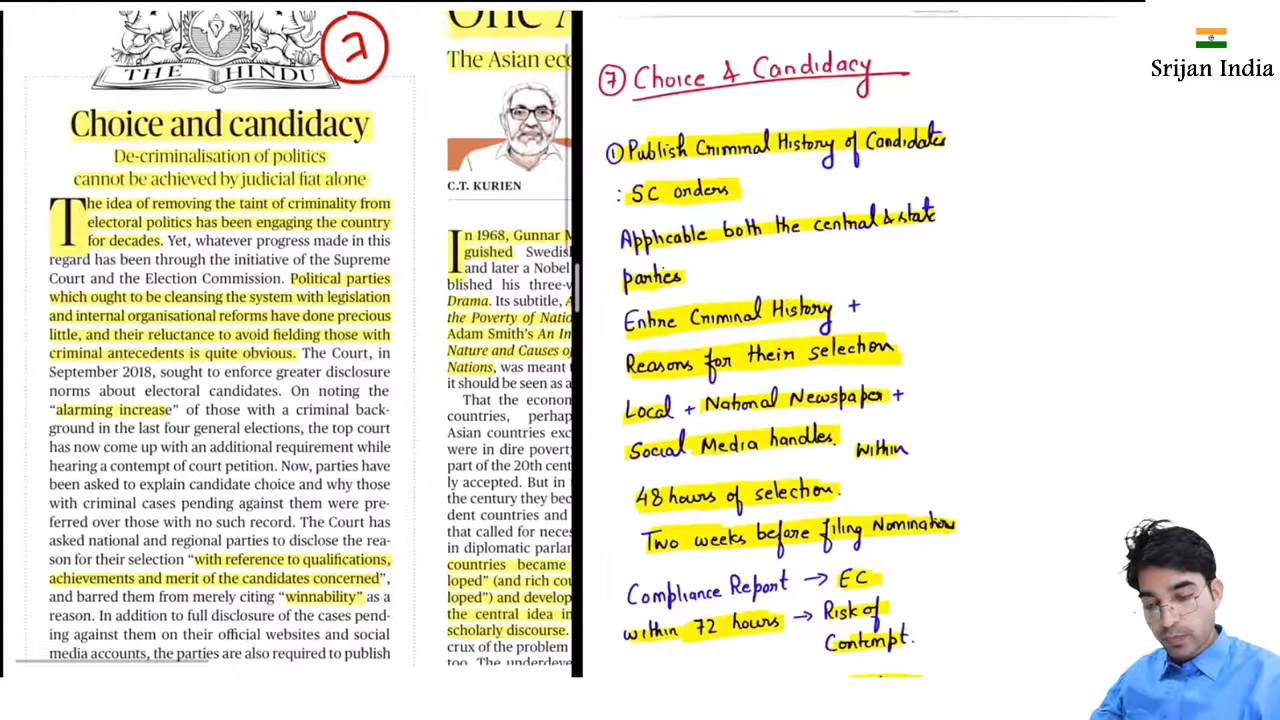 THE HINDU
7
Choice and candidacy
De-criminalisation of politics
cannot be achieved by judicial fiat alone
The idea of removing the taint of criminality from
electoral politics has been engaging the country
for decades. Yet, whatever progress made in this
regard has been through the initiative of the Supreme
Court and the Election Commission. Political parties
which ought to be cleansing the system with legislation
and internal organisational reforms have done precious
little, and their reluctance to avoid fielding those with
criminal antecedents is quite obvious. The Court, in
September 2018, sought to enforce greater disclosure
norms about electoral candidates. On noting the
“alarming increase” of those with a criminal back-
ground in the last four general elections, the top court
has now come up with an additional requirement while
hearing a contempt of court petition. Now, parties have
been asked to explain candidate choice and why those
with criminal cases pending against them were pre-
ferred over those with no such record. The Court has
asked national and regional parties to disclose the rea-
son for their selection “with reference to qualifications,
achievements and merit of the candidates concerned”,
and barred them from merely citing “winnability” as a
reason. In addition to full disclosure of the cases pend-
ing against them on their official websites and social
media accounts, the parties are also required to publish
The Asian
C.T. KURIEN
In 1968, Gunnar
guished Swedis
and later a Nobel
blished his three-v
Drama. Its subtitle,
the Poverty of Natio
Adam Smith's An In
Nature and Causes of
Nations, was meant
it should be seen as a
That the econom
countries, perhap
Asian countries exc
were in dire povert
part of the 20th cent
ly accepted. But in
the century they bec
dent countries and
that called for neces
in diplomatic parlan
countries became
loped” (and rich cou
loped”) and develop
the central idea in
scholarly discourse.
crux of the problem
too. The underdeve
⑦ Choice & Candidacy
① Publish Criminal History of Candidates
: SC orders
Applicable both the central & state
parties
Entire Criminal History +
Reasons for their selection
Local + National Newspaper +
Social Media handles. within
48 hours of selection.
Two weeks before filing Nomination
Compliance Report → EC
within 72 hours → Risk of
Contempt.
Srijan India